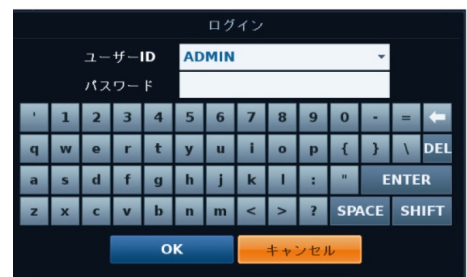 ログイン
ユーザーID ADMIN
パスワード
' 1 2 3 4 5 6 7 8 9 0 - = ←
q w e r t y u i o p { } \ DEL
a s d f g h j k l : " ENTER
z x c v b n m < > ? SPACE SHIFT
OK キャンセル